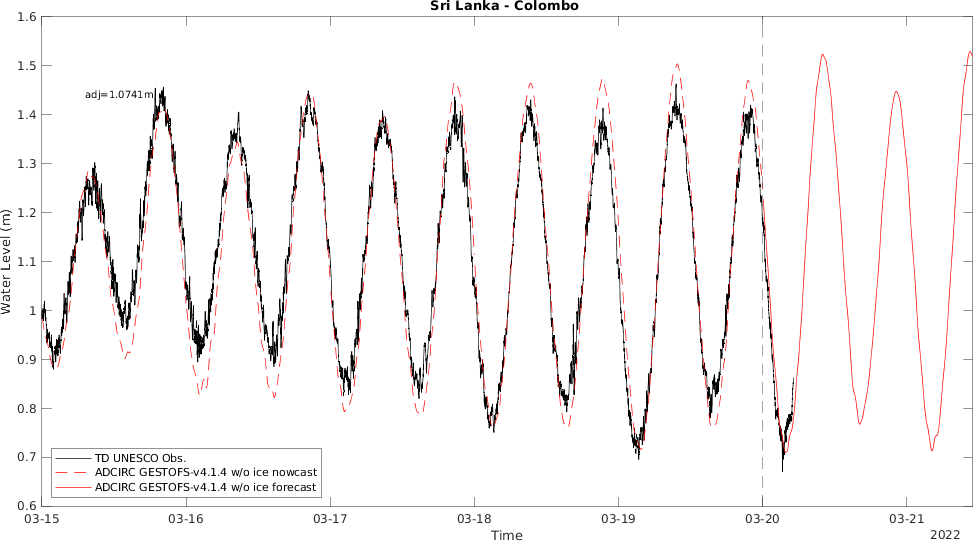 Sri Lanka - Colombo
adj=1.0741m
Water Level (m)
1.6
1.5
1.4
1.3
1.2
1.1
1
0.9
0.8
0.7
0.6
TD UNESCO Obs.
ADCIRC GESTOFS-v4.1.4 w/o ice nowcast
ADCIRC GESTOFS-v4.1.4 w/o ice forecast
03-15 03-16 03-17 03-18 03-19 03-20 03-21
Time
2022